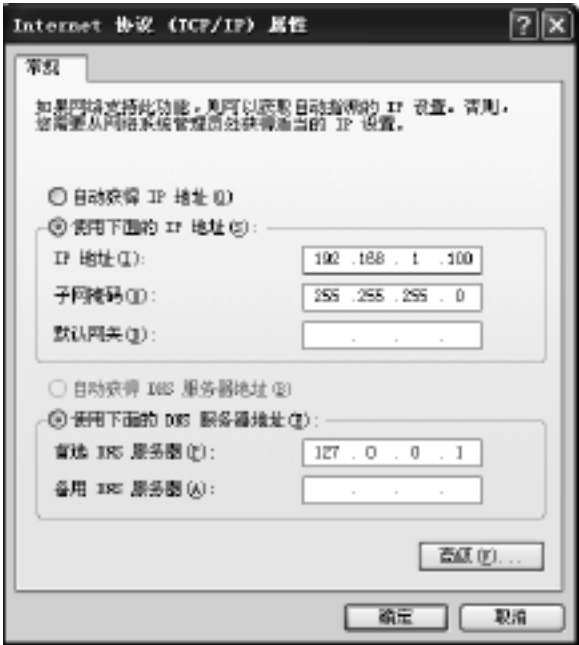 Internet 协议 (TCP/IP) 属性
常规
如果网络支持此功能，则可以获取自动指派的 IP 设置。否则，
您需要从网络系统管理员处获得适当的 IP 设置。
自动获得 IP 地址(O)
使用下面的 IP 地址(S):
IP 地址(I): 192 .168 . 1 .100
子网掩码(U): 255 .255 .255 . 0
默认网关(D): . . .
自动获得 DNS 服务器地址(B)
使用下面的 DNS 服务器地址(E):
首选 DNS 服务器(P): 127 . 0 . 0 . 1
备用 DNS 服务器(A): . . .
高级(V)...
确定 取消